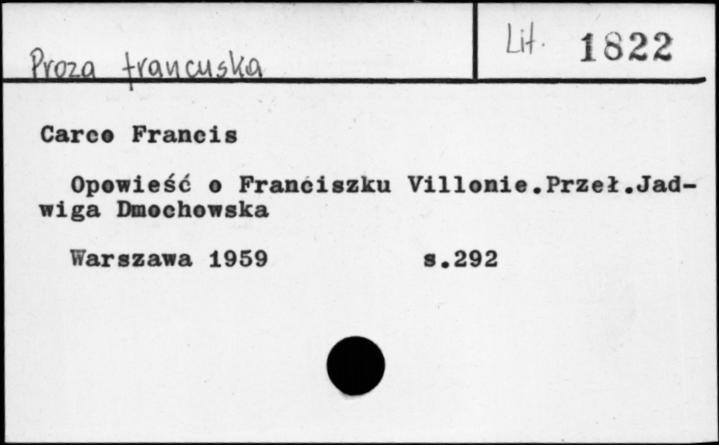 Proza francuska
Lit. 1822
Carco Francis
Opowieść o Franciszku Villonie.Przeł.Jad-
wiga Dmochowska
Warszawa 1959 s.292